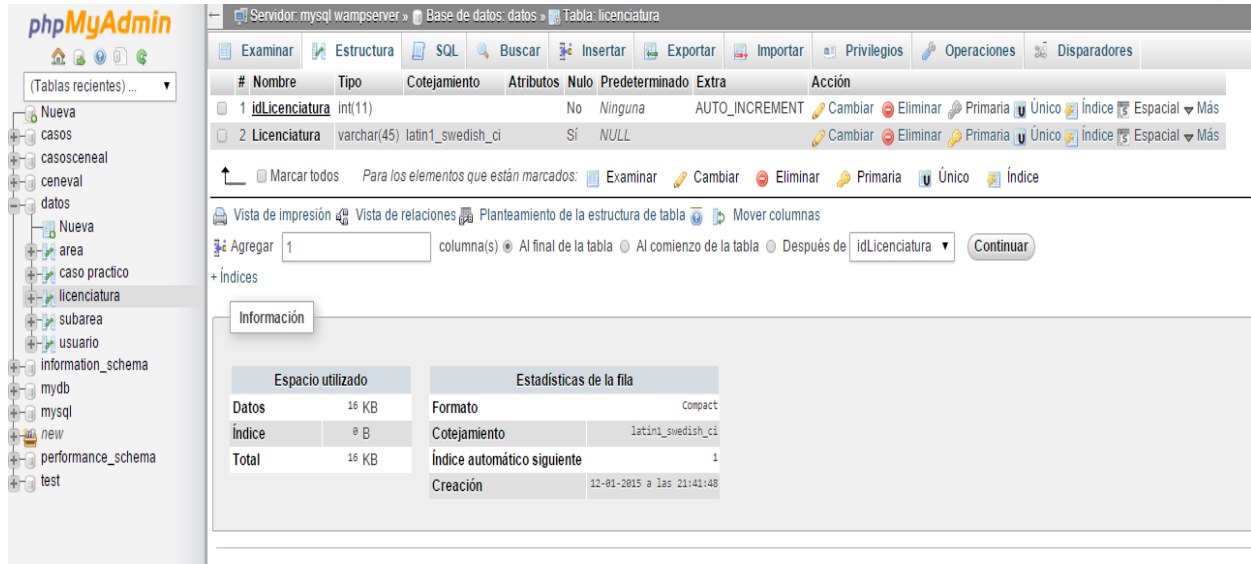 phpMyAdmin
(Tablas recientes) ...
Nueva
casos
casosceneal
ceneval
datos
Nueva
area
caso practico
licenciatura
subarea
usuario
information_schema
mydb
mysql
new
performance_schema
test
Servidor: mysql wampserver » Base de datos: datos » Tabla: licenciatura
Examinar Estructura SQL Buscar Insertar Exportar Importar Privilegios Operaciones Disparadores
# Nombre Tipo Cotejamiento Atributos Nulo Predeterminado Extra Acción
1 idLicenciatura int(11) No Ninguna AUTO_INCREMENT Cambiar Eliminar Primaria Único Índice Espacial Más
2 Licenciatura varchar(45) latin1_swedish_ci Sí NULL Cambiar Eliminar Primaria Único Índice Espacial Más
Marcar todos Para los elementos que están marcados: Examinar Cambiar Eliminar Primaria Único Índice
Vista de impresión Vista de relaciones Planteamiento de la estructura de tabla Mover columnas
Agregar 1 columna(s) Al final de la tabla Al comienzo de la tabla Después de idLicenciatura Continuar
+ Índices
Información
Espacio utilizado
Datos 16 KB
Índice 0 B
Total 16 KB
Estadísticas de la fila
Formato Compact
Cotejamiento latin1_swedish_ci
Índice automático siguiente 1
Creación 12-01-2015 a las 21:41:48